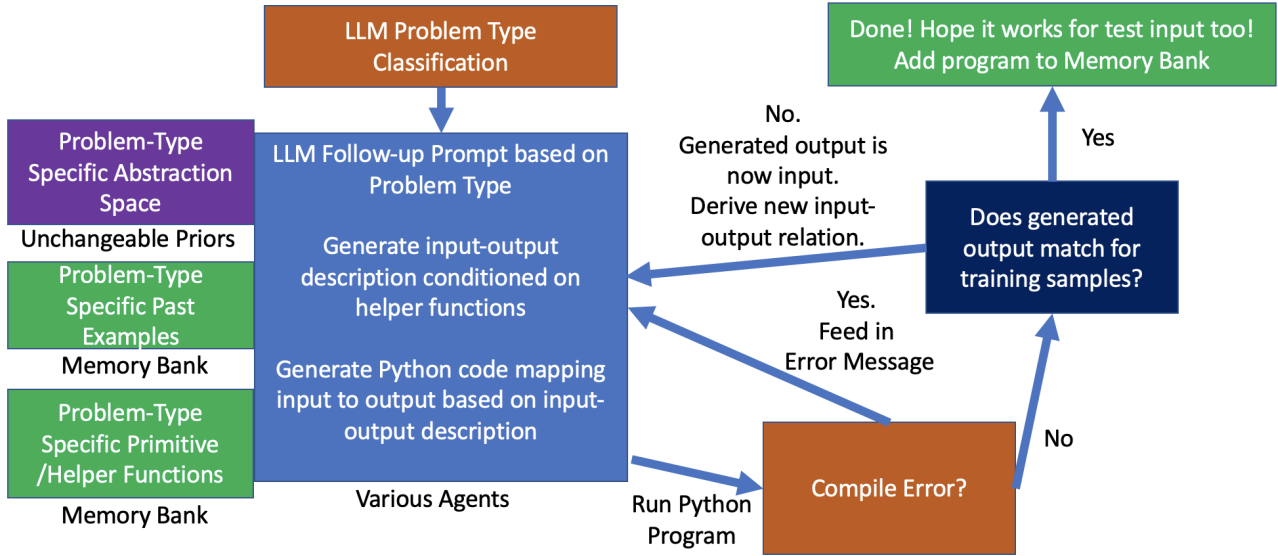 LLM Problem Type
Classification
Done! Hope it works for test input too!
Add program to Memory Bank
Problem-Type
Specific Abstraction
Space
Unchangeable Priors
Problem-Type
Specific Past
Examples
Memory Bank
Problem-Type
Specific Primitive
/Helper Functions
Memory Bank
LLM Follow-up Prompt based on
Problem Type
Generate input-output
description conditioned on
helper functions
Generate Python code mapping
input to output based on input-
output description
Various Agents
No.
Generated output is
now input.
Derive new input-
output relation.
Yes
Does generated
output match for
training samples?
Yes.
Feed in
Error Message
No
Run Python
Program
Compile Error?